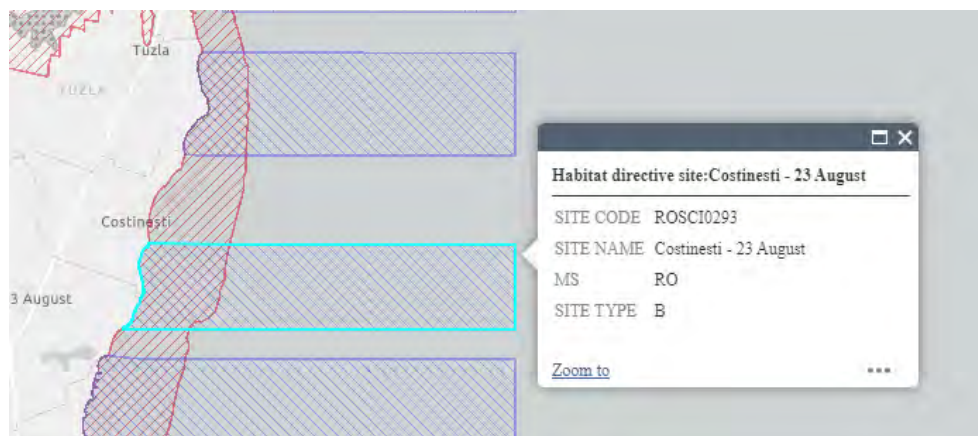 Tuzla
TUZLA
Costinești
3 August
Habitat directive site:Costinesti - 23 August
SITE CODE ROSCI0293
SITE NAME Costinesti - 23 August
MS RO
SITE TYPE B
Zoom to